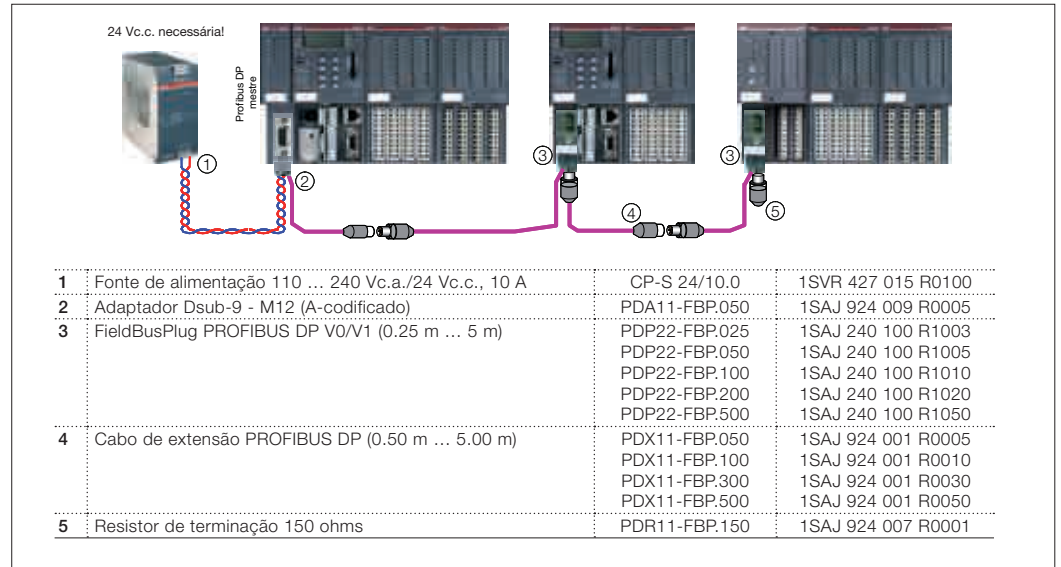 24 Vc.c. necessária!
Profibus DP
mestre
1
2
3
3
4
5
1 Fonte de alimentação 110 … 240 Vc.a./24 Vc.c., 10 A CP-S 24/10.0 1SVR 427 015 R0100
2 Adaptador Dsub-9 - M12 (A-codificado) PDA11-FBP.050 1SAJ 924 009 R0005
3 FieldBusPlug PROFIBUS DP V0/V1 (0.25 m … 5 m) PDP22-FBP.025 1SAJ 240 100 R1003
PDP22-FBP.050 1SAJ 240 100 R1005
PDP22-FBP.100 1SAJ 240 100 R1010
PDP22-FBP.200 1SAJ 240 100 R1020
PDP22-FBP.500 1SAJ 240 100 R1050
4 Cabo de extensão PROFIBUS DP (0.50 m … 5.00 m) PDX11-FBP.050 1SAJ 924 001 R0005
PDX11-FBP.100 1SAJ 924 001 R0010
PDX11-FBP.300 1SAJ 924 001 R0030
PDX11-FBP.500 1SAJ 924 001 R0050
5 Resistor de terminação 150 ohms PDR11-FBP.150 1SAJ 924 007 R0001